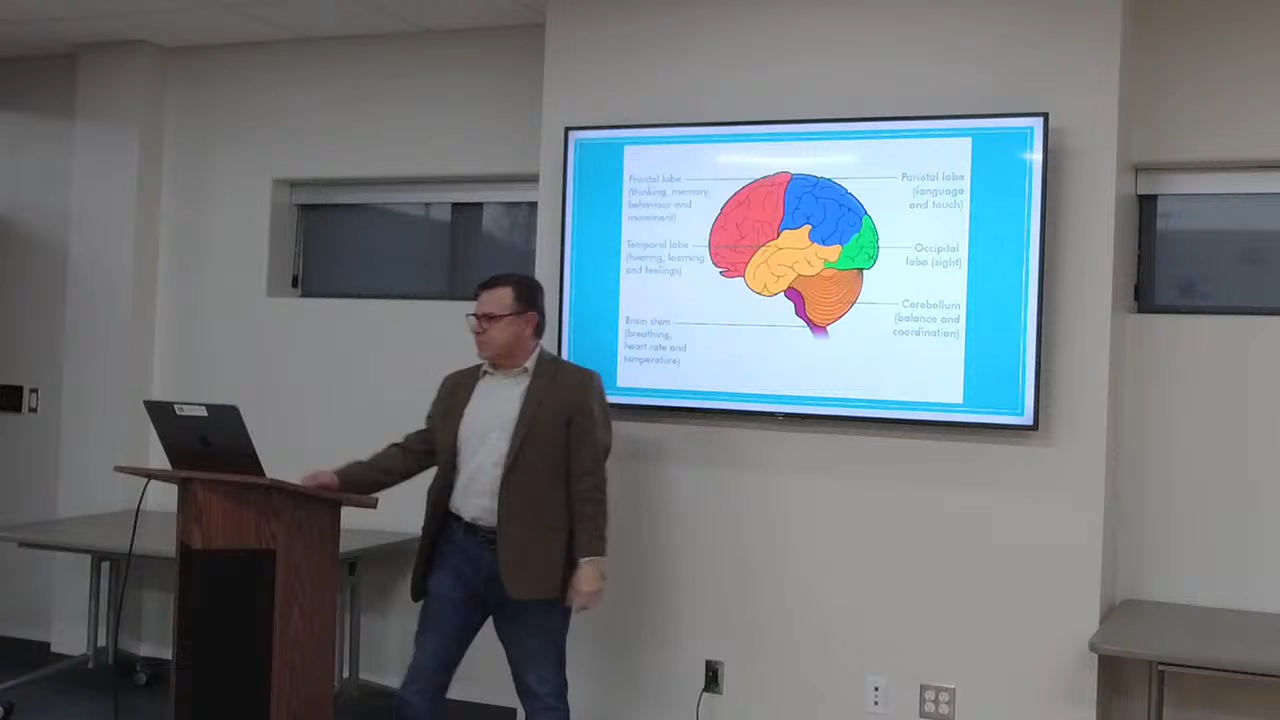 Frontal lobe
(thinking, memory,
behaviour and
movement)
Temporal lobe
(hearing, learning
and feelings)
Brain stem
(breathing,
heart rate and
temperature)
Parietal lobe
(language
and touch)
Occipital
lobe (sight)
Cerebellum
(balance and
coordination)